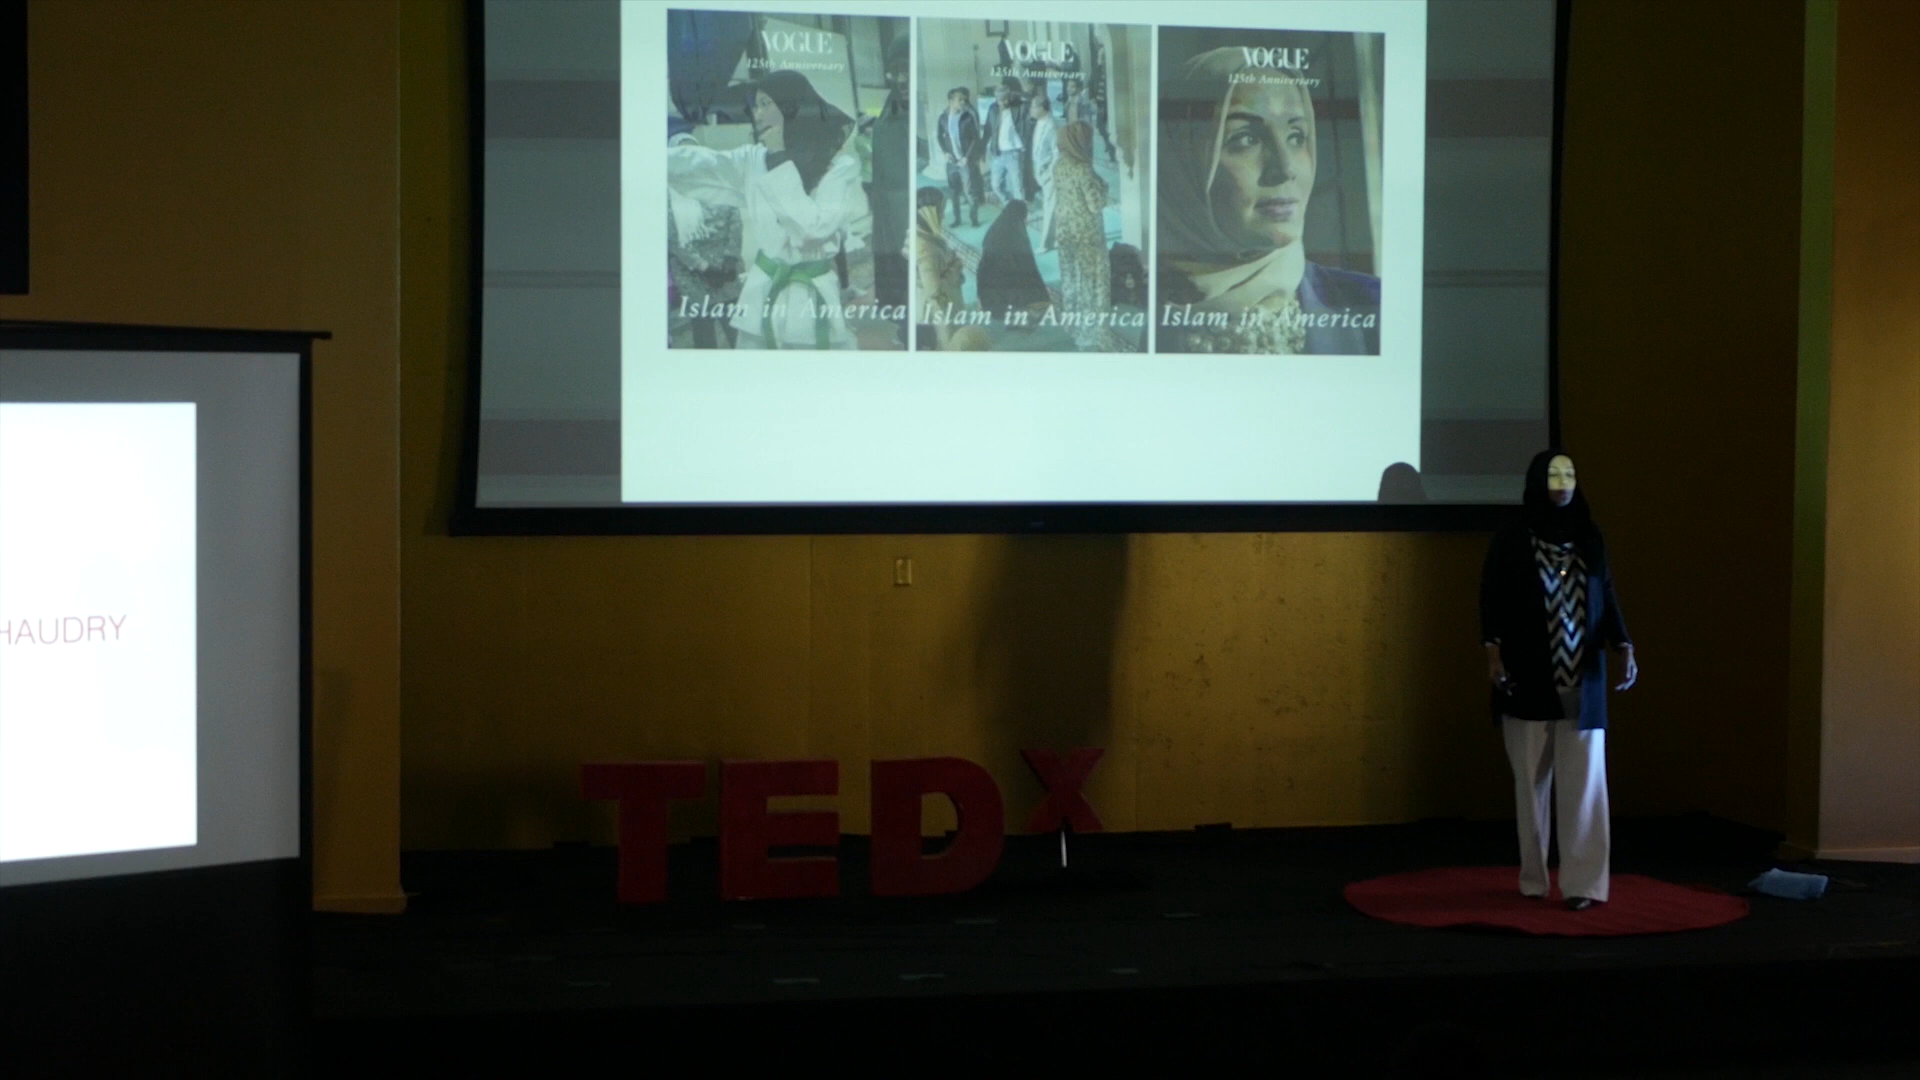 VOGUE
125th Anniversary
Islam in America
VOGUE
125th Anniversary
Islam in America
VOGUE
125th Anniversary
Islam in America
HAUDRY
TEDx